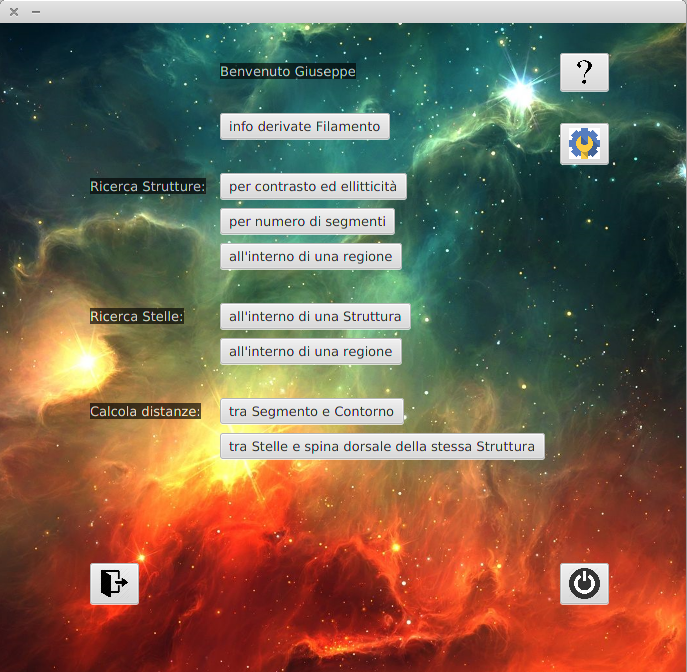 Benvenuto Giuseppe
?
info derivate Filamento
Ricerca Strutture:
per contrasto ed ellitticità
per numero di segmenti
all'interno di una regione
Ricerca Stelle:
all'interno di una Struttura
all'interno di una regione
Calcola distanze:
tra Segmento e Contorno
tra Stelle e spina dorsale della stessa Struttura